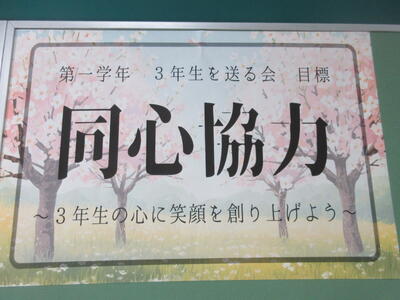 第一学年　３年生を送る会　目標
同心協力
～３年生の心に笑顔を創り上げよう～